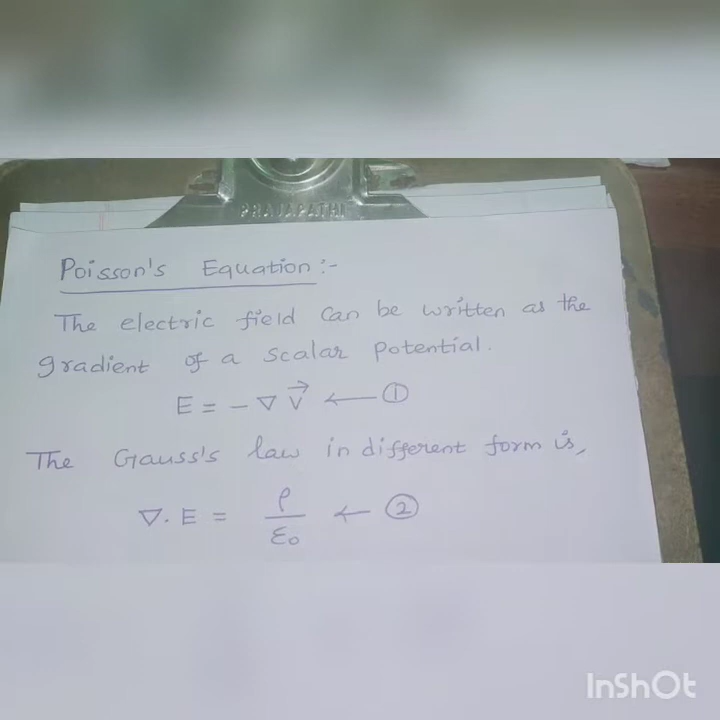 PRAJAPATHI
Poisson's Equation :-
The electric field can be written as the
gradient of a scalar potential.
E = - ∇ V⃗ ← ①
The Gauss's law in different form is,
∇. E = ρ/ε₀ ← ②
InShOt